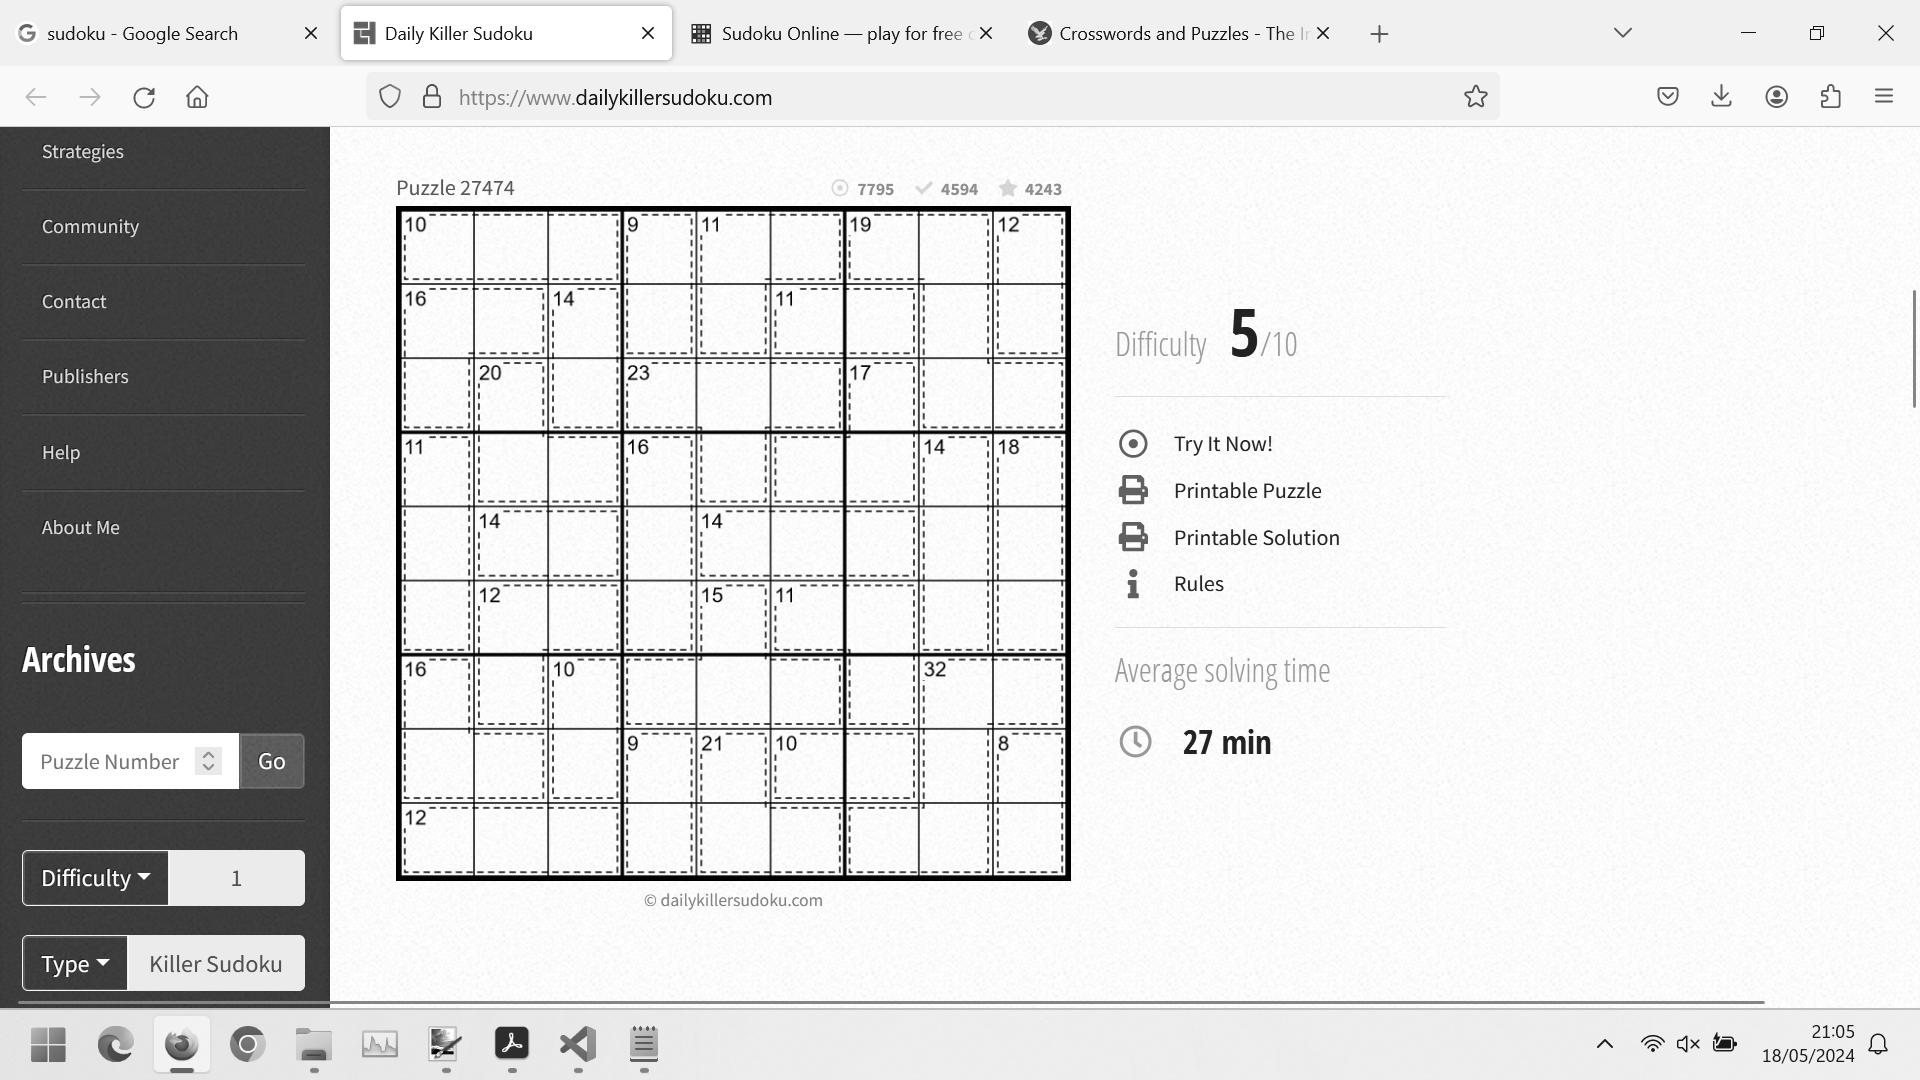 sudoku - Google Search
Daily Killer Sudoku
Sudoku Online — play for free
Crosswords and Puzzles - The
https://www.dailykillersudoku.com
Strategies
Community
Contact
Publishers
Help
About Me
Archives
Puzzle Number Go
Difficulty 1
Type Killer Sudoku
Puzzle 27474 7795 4594 4243
10 9 11 19 12
16 14 11
20 23 17
11 16 14 18
14 14
12 15 11
16 10 32
9 21 10 8
12
© dailykillersudoku.com
Difficulty 5/10
Try It Now!
Printable Puzzle
Printable Solution
Rules
Average solving time
27 min
21:05
18/05/2024